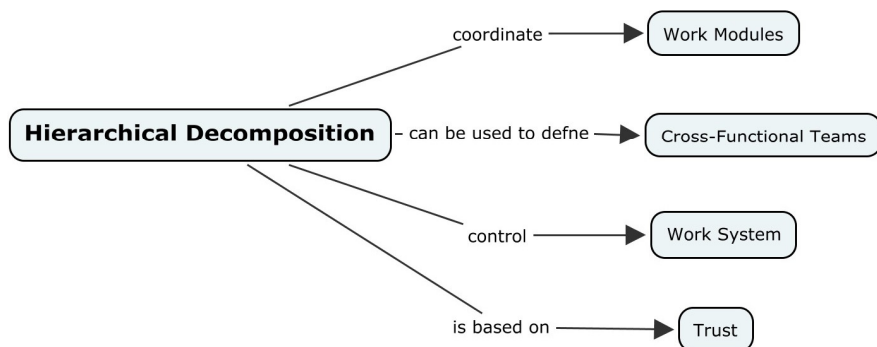 coordinate
Work Modules
Hierarchical Decomposition
can be used to defne
Cross-Functional Teams
control
Work System
is based on
Trust